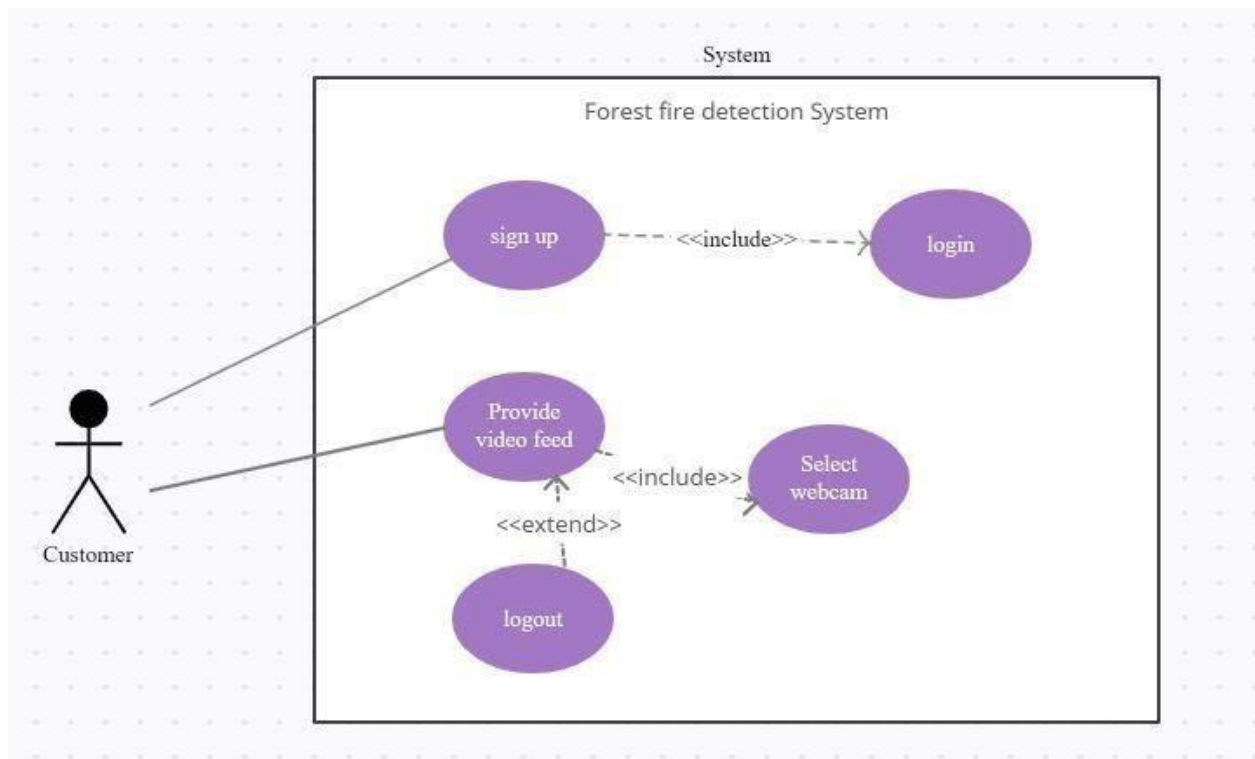 System
Forest fire detection System
sign up
<<include>>
login
Provide
video feed
<<include>>
Select
webcam
<<extend>>
logout
Customer